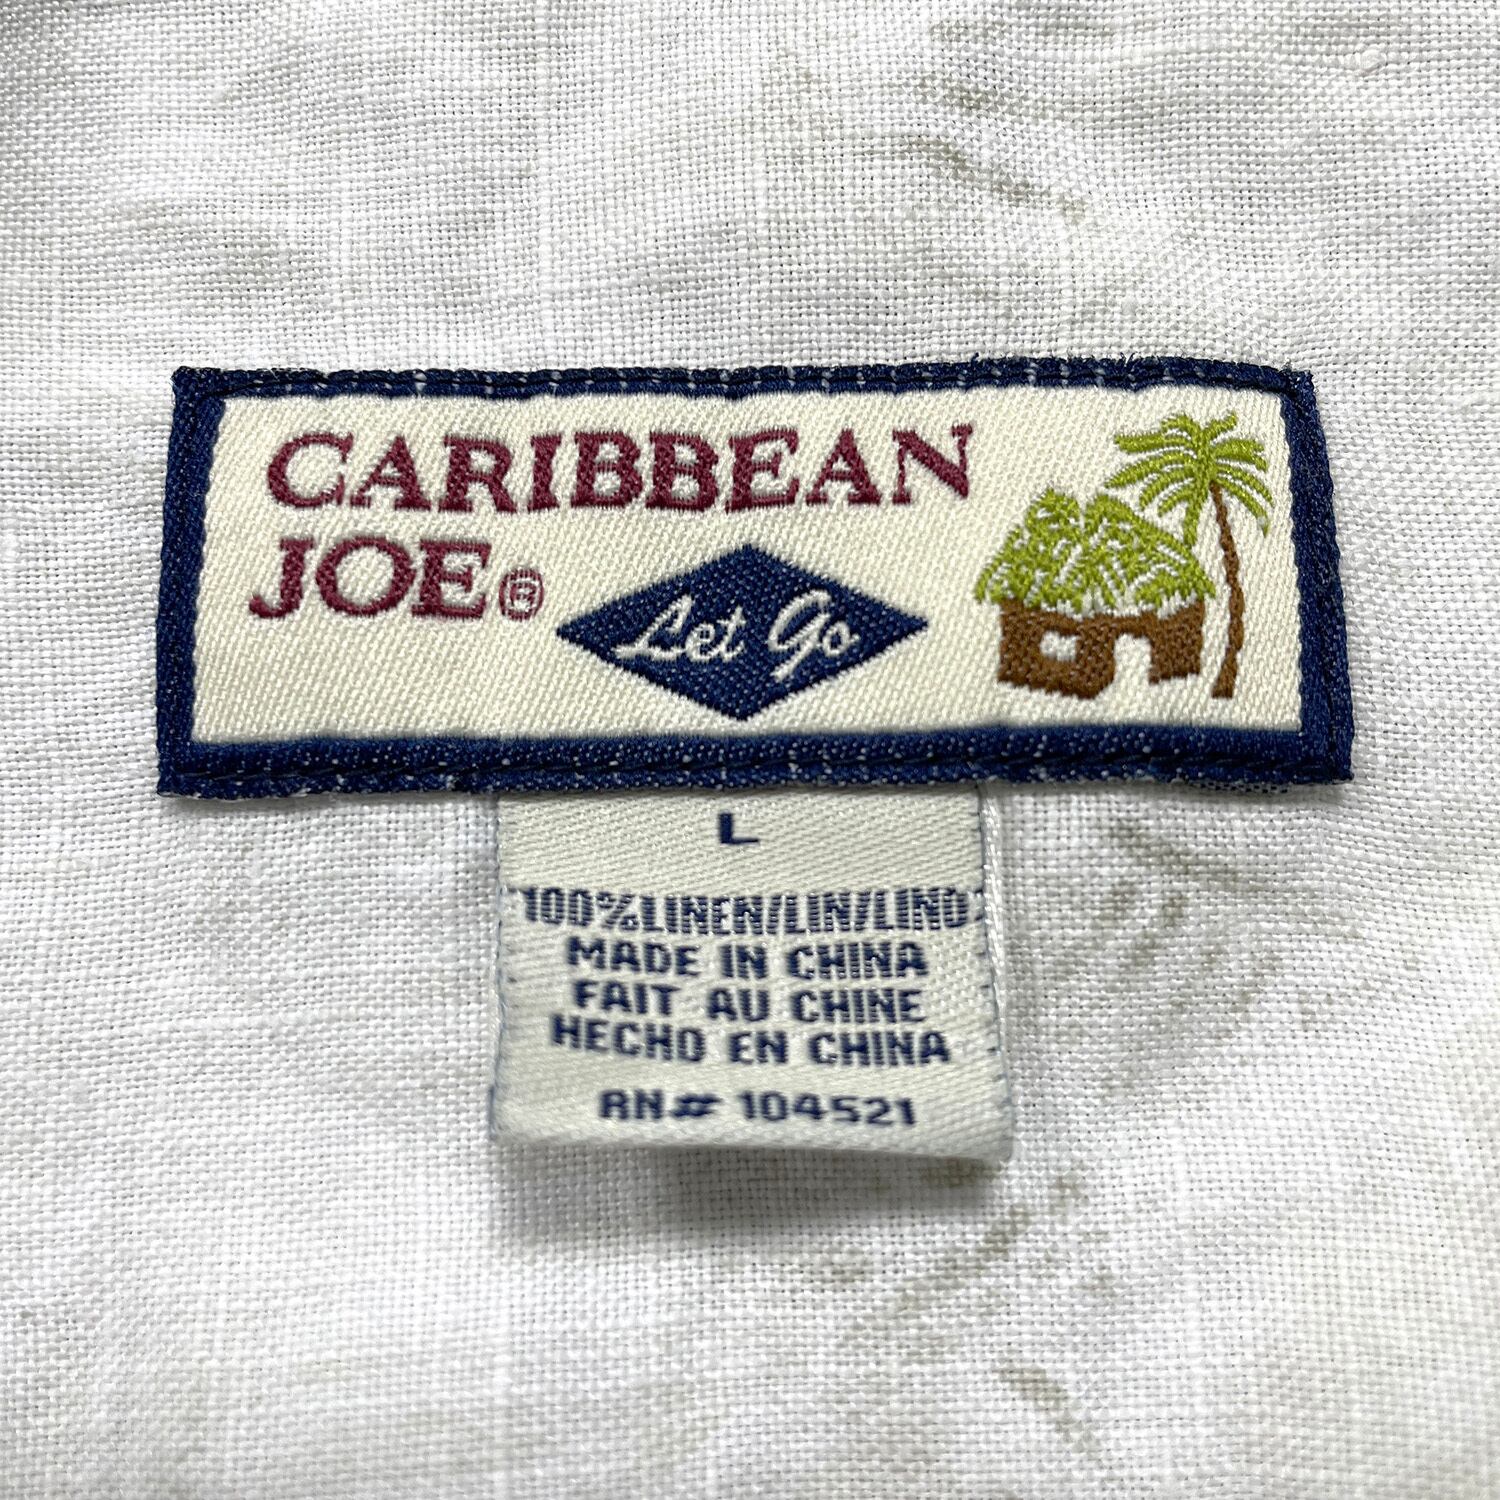 CARIBBEAN
JOE®
Let Go
L
100%LINEN/LIN/LINO
MADE IN CHINA
FAIT AU CHINE
HECHO EN CHINA
RN# 104521